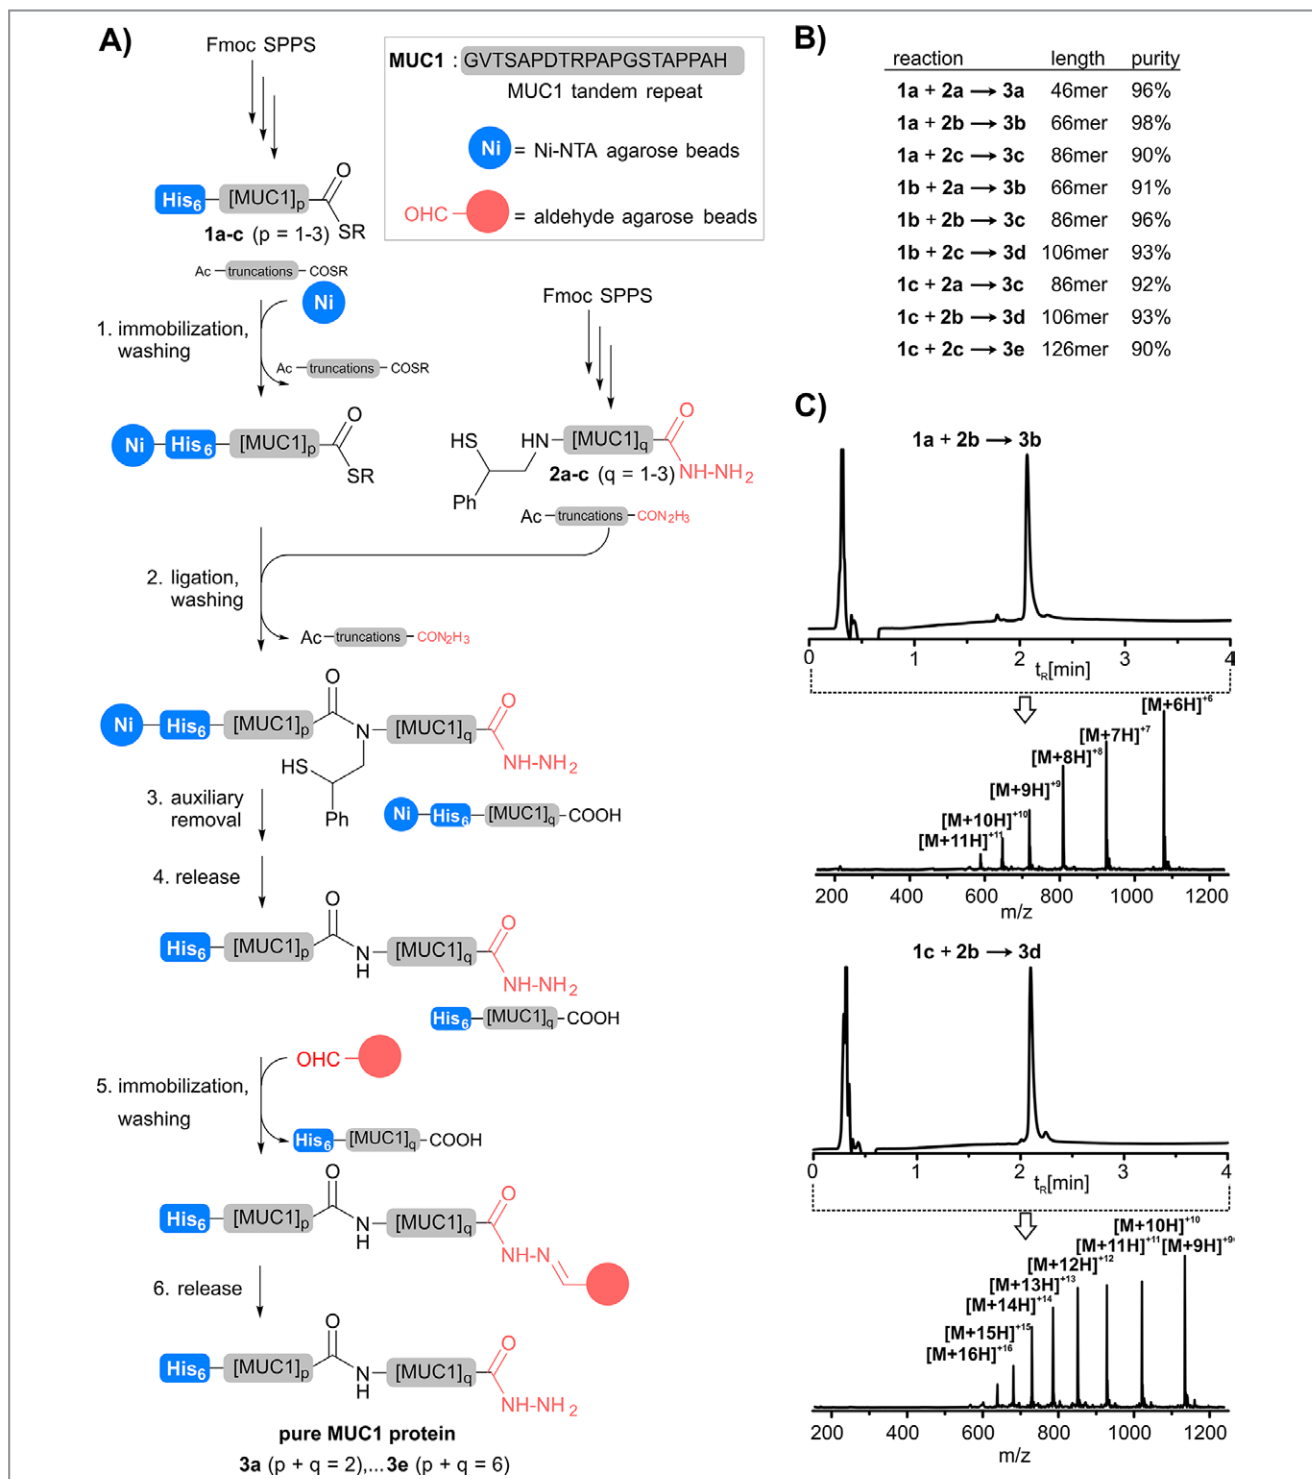 A)
Fmoc SPPS
MUC1 : GVTSAPDTRPAPGSTAPPAH
MUC1 tandem repeat
Ni = Ni-NTA agarose beads
OHC = aldehyde agarose beads
His6 [MUC1]p O SR
1a-c (p = 1-3)
Ac truncations COSR
Ni
1. immobilization, washing
Ac truncations COSR
Ni His6 [MUC1]p O SR
Fmoc SPPS
HS HN [MUC1]q O NH-NH2
Ph
2a-c (q = 1-3)
Ac truncations CON2H3
2. ligation, washing
Ac truncations CON2H3
Ni His6 [MUC1]p O N [MUC1]q O NH-NH2
HS
Ph
3. auxiliary removal
Ni His6 [MUC1]q COOH
4. release
His6 [MUC1]p O N H [MUC1]q O NH-NH2
His6 [MUC1]q COOH
OHC
5. immobilization, washing
His6 [MUC1]q COOH
His6 [MUC1]p O N H [MUC1]q O NH-N
6. release
His6 [MUC1]p O N H [MUC1]q O NH-NH2
pure MUC1 protein
3a (p + q = 2),... 3e (p + q = 6)
B)
reaction length purity
1a + 2a → 3a 46mer 96%
1a + 2b → 3b 66mer 98%
1a + 2c → 3c 86mer 90%
1b + 2a → 3b 66mer 91%
1b + 2b → 3c 86mer 96%
1b + 2c → 3d 106mer 93%
1c + 2a → 3c 86mer 92%
1c + 2b → 3d 106mer 93%
1c + 2c → 3e 126mer 90%
C)
1a + 2b → 3b
0 1 2 3 4
tR[min]
[M+6H]+6
[M+7H]+7
[M+8H]+8
[M+9H]+9
[M+10H]+10
[M+11H]+11
200 400 600 800 1000 1200
m/z
1c + 2b → 3d
0 1 2 3 4
tR[min]
[M+10H]+10
[M+11H]+11 [M+9H]+9
[M+12H]+12
[M+13H]+13
[M+14H]+14
[M+15H]+15
[M+16H]+16
200 400 600 800 1000 1200
m/z